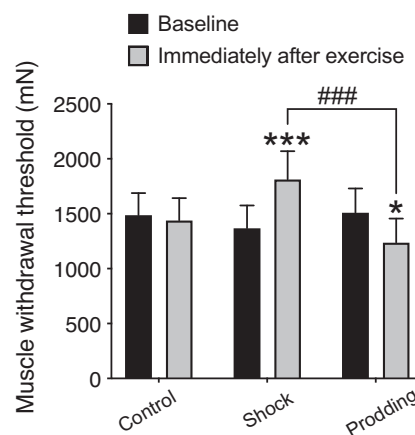 Baseline
Immediately after exercise
Muscle withdrawal threshold (mN)
2500
2000
1500
1000
500
0
###
***
*
Control
Shock
Prodding